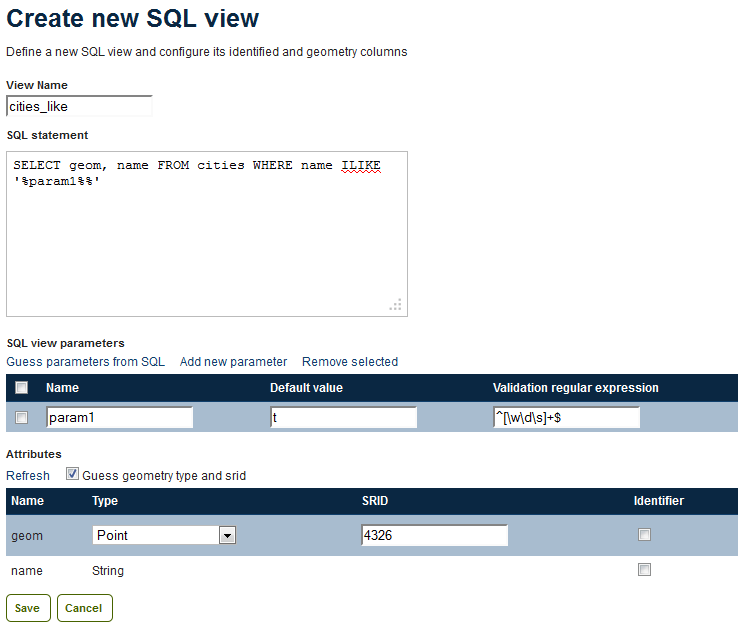 Create new SQL view
Define a new SQL view and configure its identified and geometry columns
View Name
cities_like
SQL statement
SELECT geom, name FROM cities WHERE name ILIKE
'%param1%%'
SQL view parameters
Guess parameters from SQL Add new parameter Remove selected
Name Default value Validation regular expression
param1 t ^[\w\d\s]+$
Attributes
Refresh Guess geometry type and srid
Name Type SRID Identifier
geom Point 4326
name String
Save Cancel